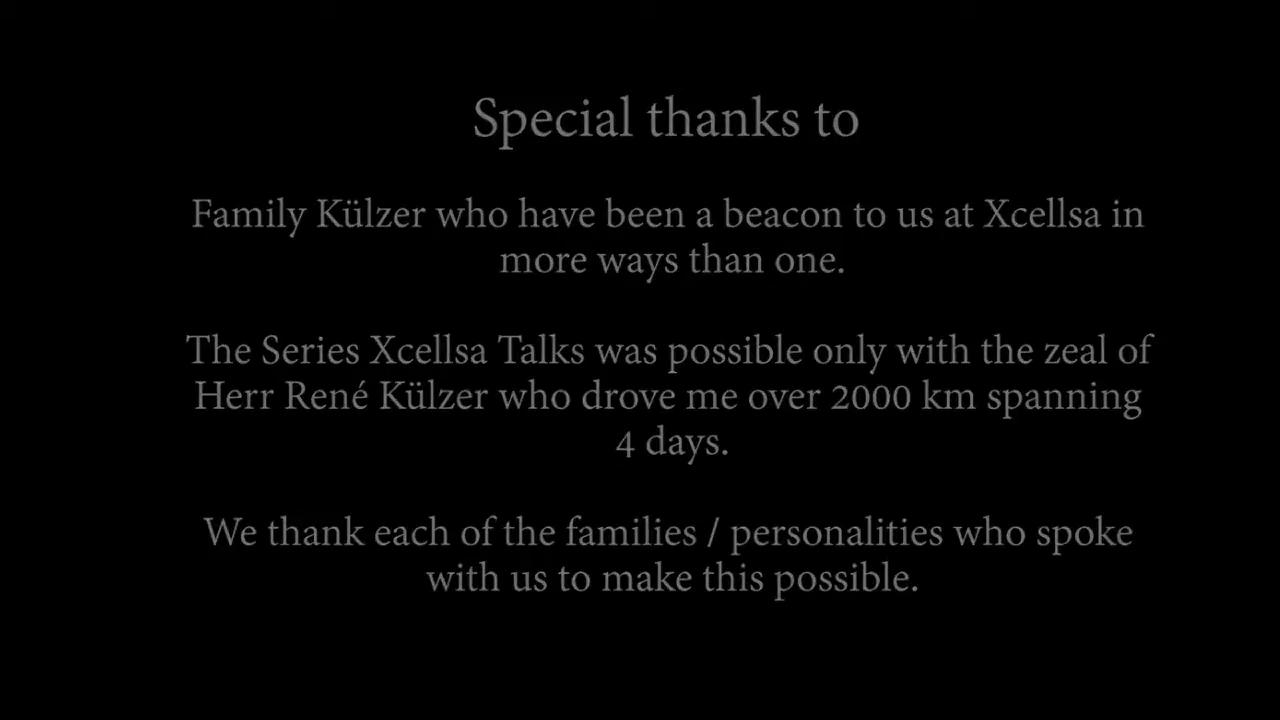 Special thanks to
Family Külzer who have been a beacon to us at Xcellsa in
more ways than one.
The Series Xcellsa Talks was possible only with the zeal of
Herr René Külzer who drove me over 2000 km spanning
4 days.
We thank each of the families / personalities who spoke
with us to make this possible.